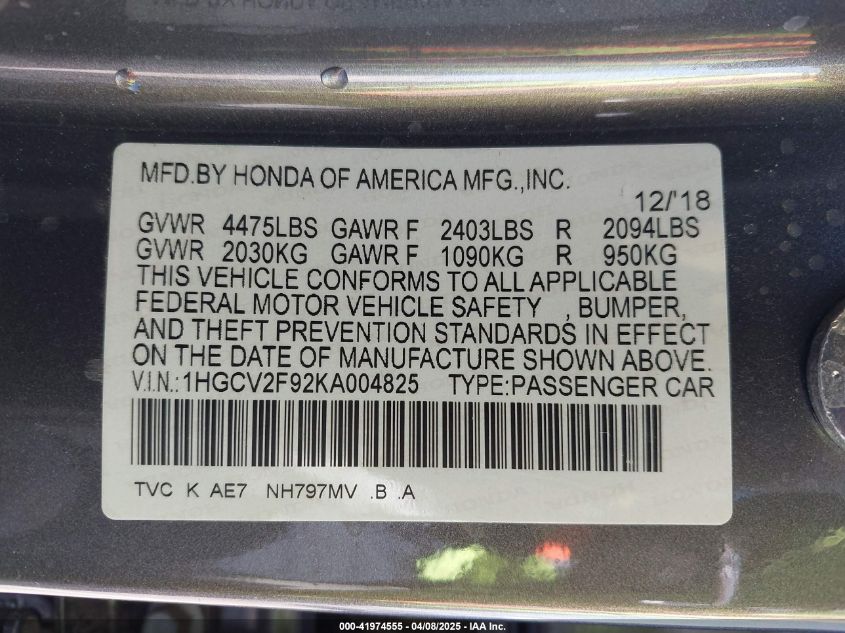 MFD.BY HONDA OF AMERICA MFG.,INC.
12/'18
GVWR 4475LBS GAWR F 2403LBS R 2094LBS
GVWR 2030KG GAWR F 1090KG R 950KG
THIS VEHICLE CONFORMS TO ALL APPLICABLE
FEDERAL MOTOR VEHICLE SAFETY , BUMPER,
AND THEFT PREVENTION STANDARDS IN EFFECT
ON THE DATE OF MANUFACTURE SHOWN ABOVE.
V.I.N.:1HGCV2F92KA004825 TYPE:PASSENGER CAR
TVC K AE7 NH797MV .B .A
000-41974555 - 04/08/2025 - IAA Inc.